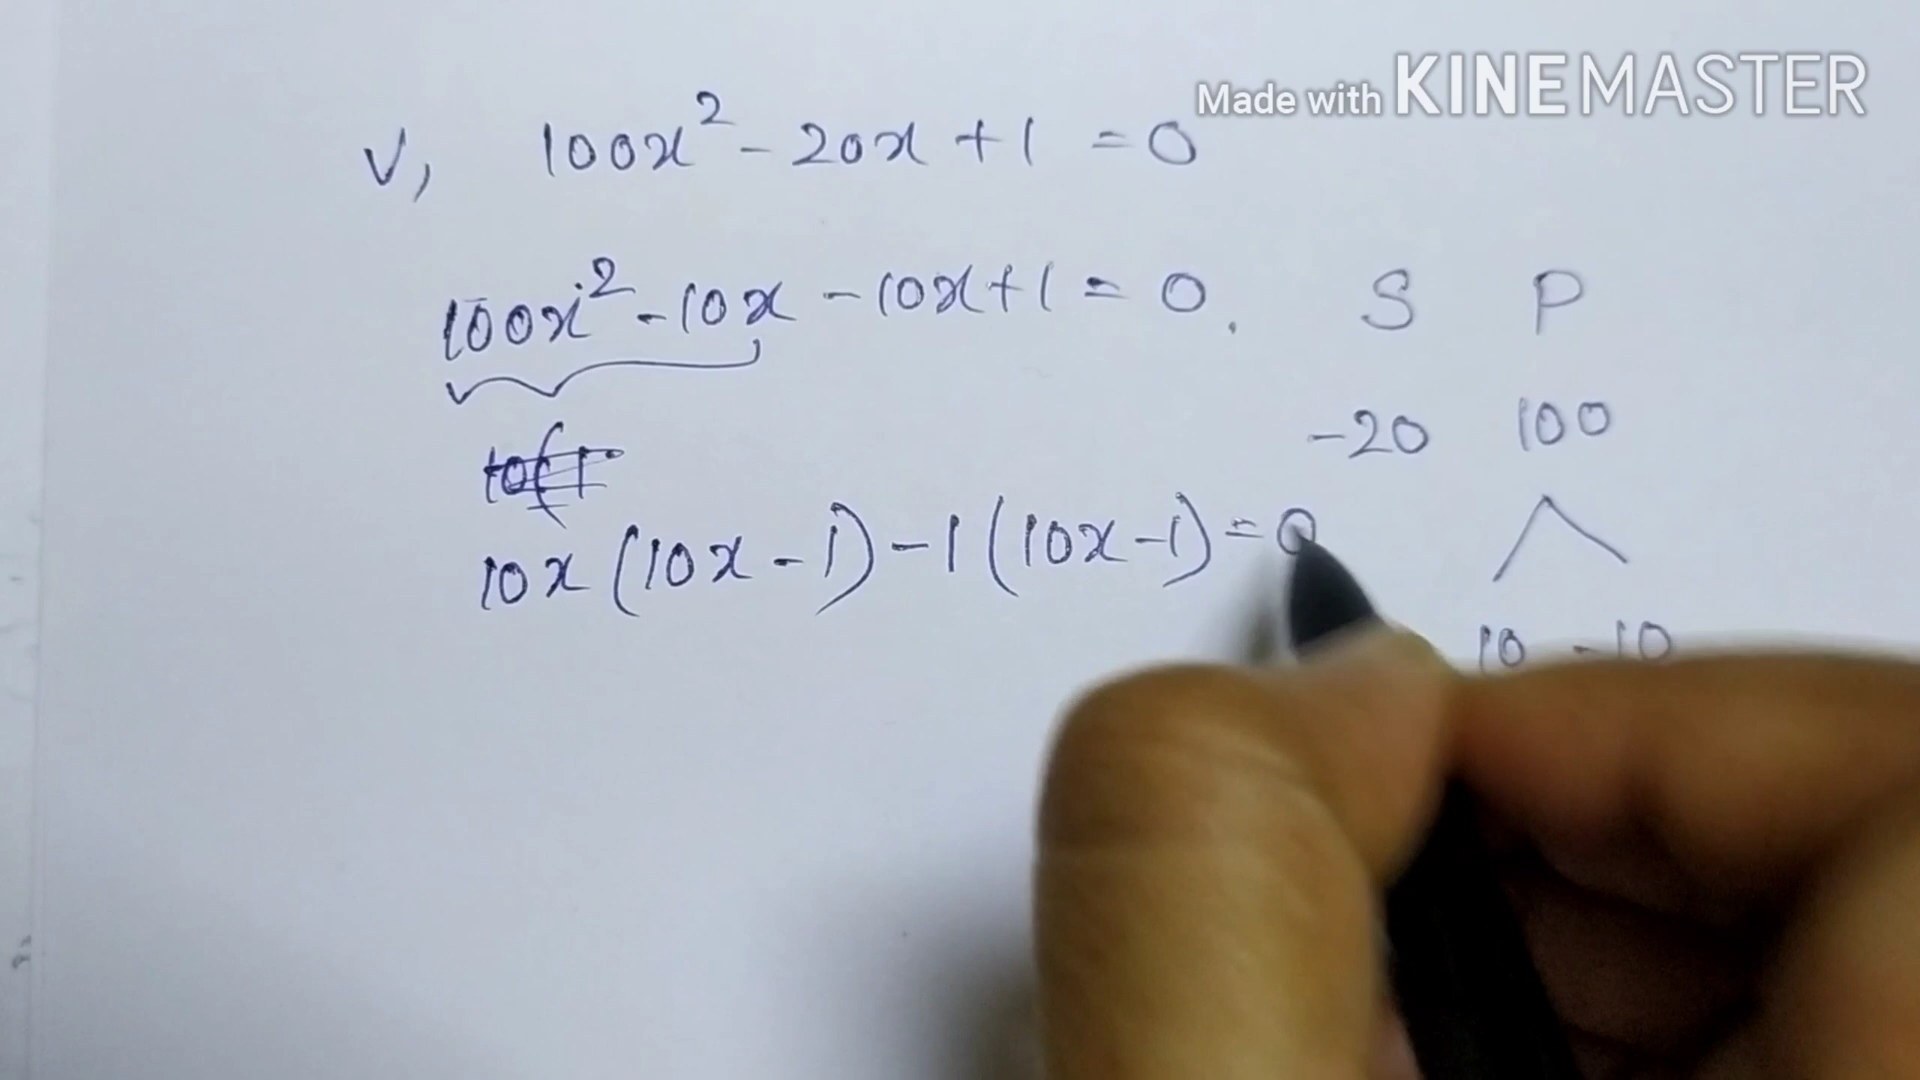 Made with KINEMASTER
v, 100x² - 20x + 1 = 0
100x² - 10x - 10x + 1 = 0.
S P
-20 100
10x (10x - 1) - 1 (10x - 1) = 0
10 -10